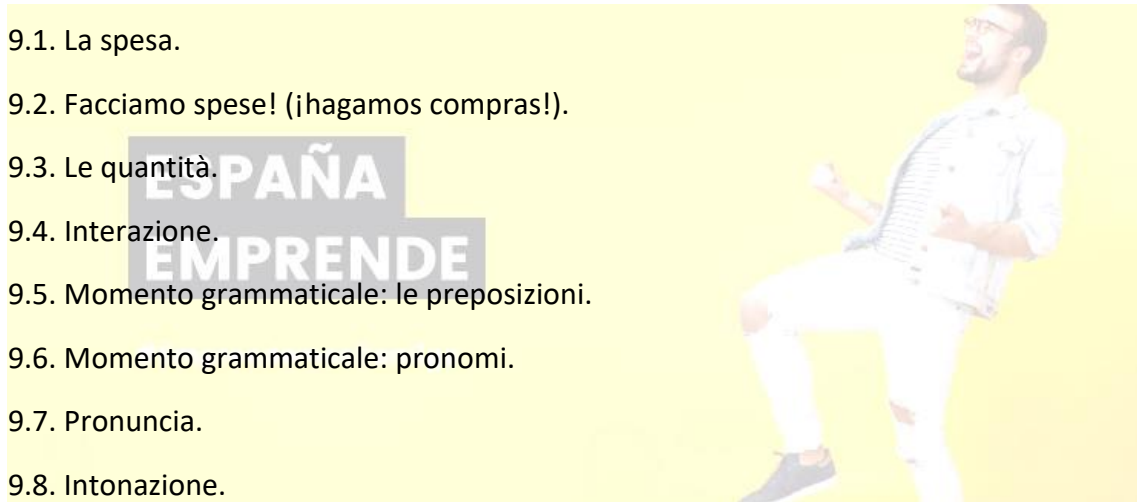 9.1. La spesa.
9.2. Facciamo spese! (¡hagamos compras!).
9.3. Le quantità.
ESPAÑA
9.4. Interazione.
EMPRENDE
9.5. Momento grammaticale: le preposizioni.
9.6. Momento grammaticale: pronomi.
9.7. Pronuncia.
9.8. Intonazione.